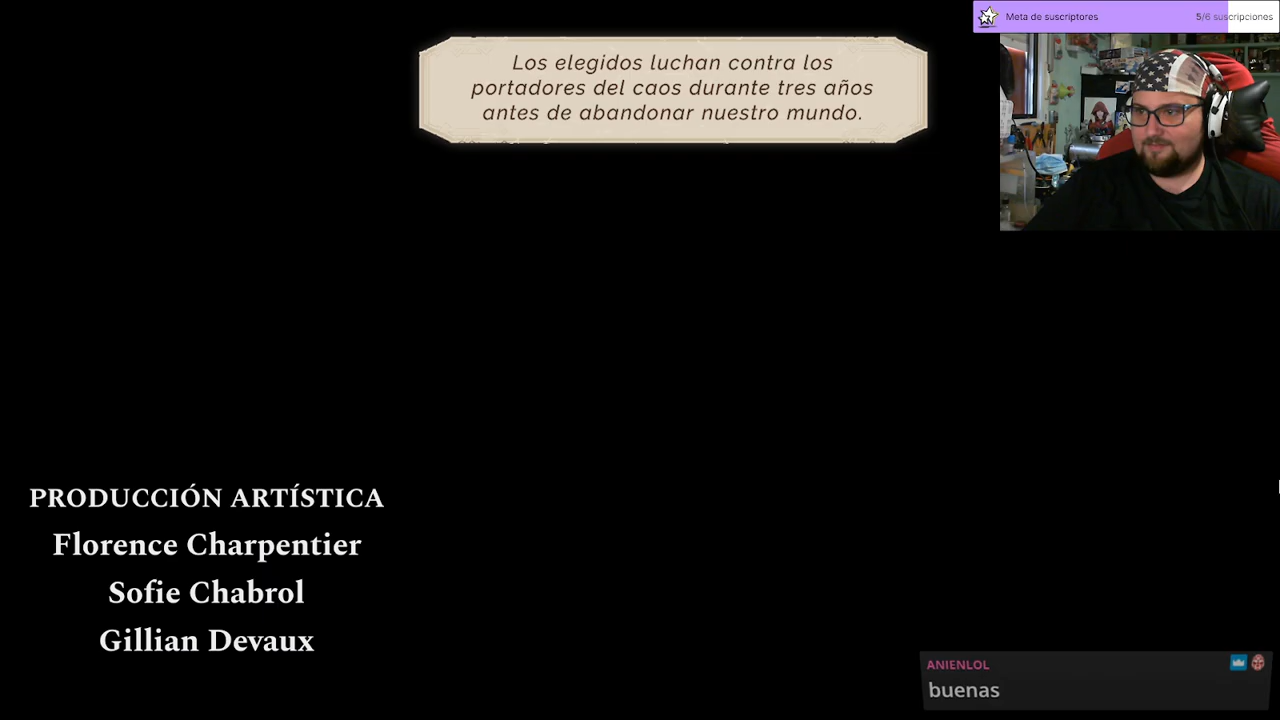 Meta de suscriptores 5/6 suscripciones
Los elegidos luchan contra los
portadores del caos durante tres años
antes de abandonar nuestro mundo.
PRODUCCIÓN ARTÍSTICA
Florence Charpentier
Sofie Chabrol
Gillian Devaux
ANIENLOL
buenas